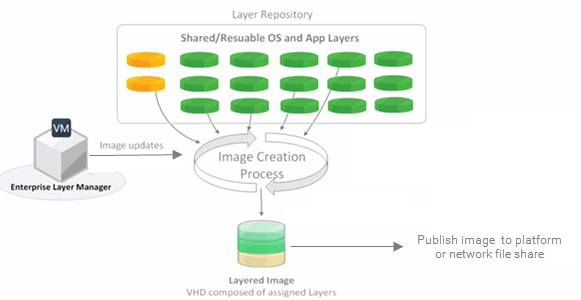 Layer Repository
Shared/Resuable OS and App Layers
VM
Image updates
Image Creation
Process
Enterprise Layer Manager
Publish image to platform
or network file share
Layered Image
VHD composed of assigned Layers